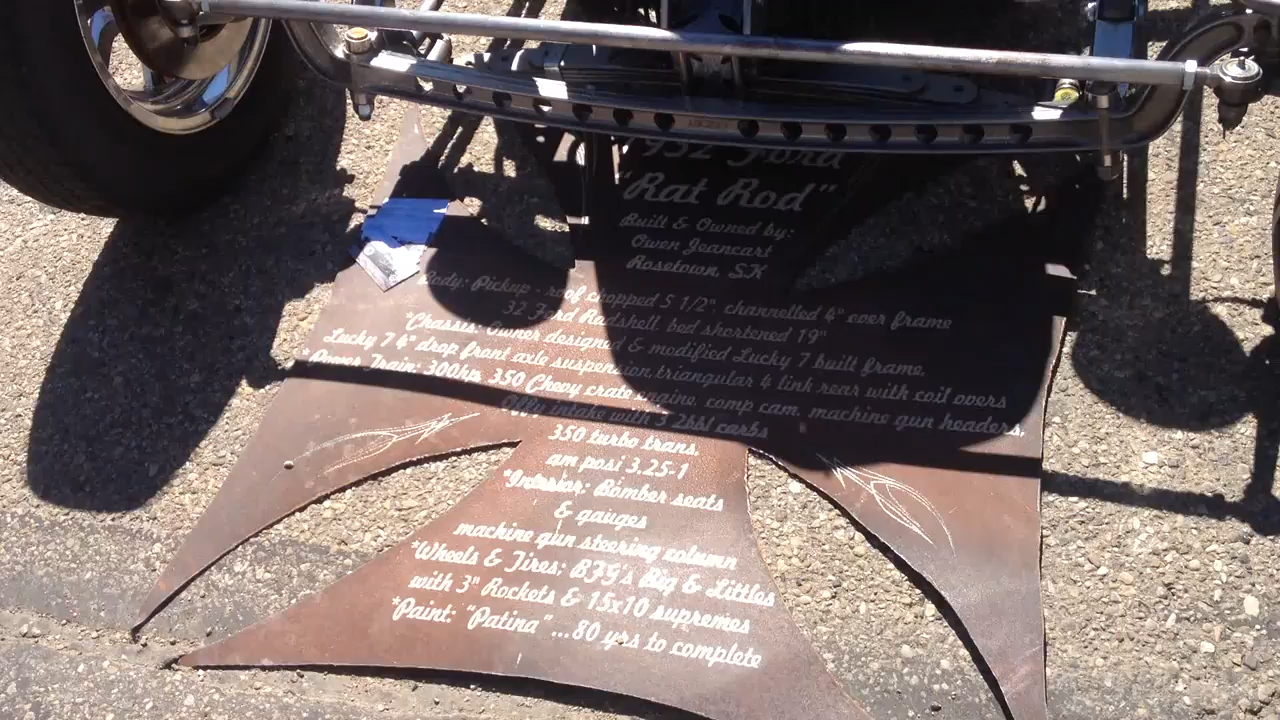 1932 Ford
"Rat Rod"
Built & Owned by:
Owen Jeancart
Rosetown, SK
*Body: Pickup - roof chopped 5 1/2", channelled 4" over frame
32 Ford Radshell, bed shortened 19"
*Chassis: Owner designed & modified Lucky 7 built frame,
Lucky 7 4" drop front axle suspension, triangular 4 link rear with coil overs
*Power Train: 300hp, 350 Chevy crate engine, comp cam, machine gun headers,
Offy intake with 3 2bbl carbs
350 turbo trans,
am posi 3.25-1
*Interior: Bomber seats
& gauges
machine gun steering column
*Wheels & Tires: BFG's Big & Littles
with 3" Rockets & 15x10 supremes
*Paint: "Patina"...80 yrs to complete